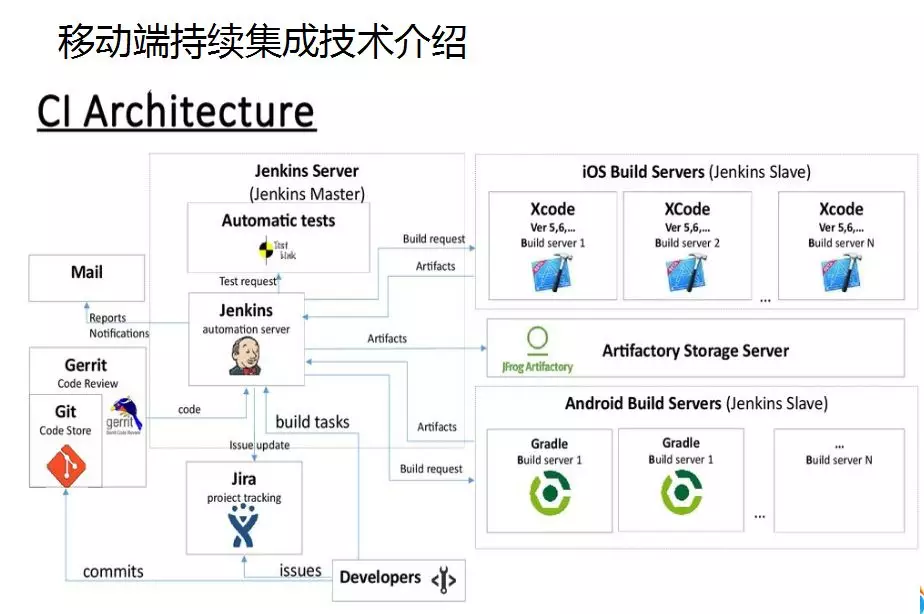 移动端持续集成技术介绍
CI Architecture
Jenkins Server
(Jenkins Master)
Automatic tests
Test
Link
Test request
Mail
Reports
Notifications
Jenkins
automation server
Gerrit
Code Review
Git
Code Store
gerrit
Gerrit Code Review
code
build tasks
Issue update
Jira
project tracking
commits
issues
Developers
Build request
Artifacts
Artifacts
Artifacts
Build request
iOS Build Servers (Jenkins Slave)
Xcode
Ver 5,6,...
Build server 1
XCode
Ver 5,6,...
Build server 2
...
Xcode
Ver 5,6,...
Build server N
JFrog Artifactory
Artifactory Storage Server
Android Build Servers (Jenkins Slave)
Gradle
Build server 1
Gradle
Build server 1
...
...
Build server N